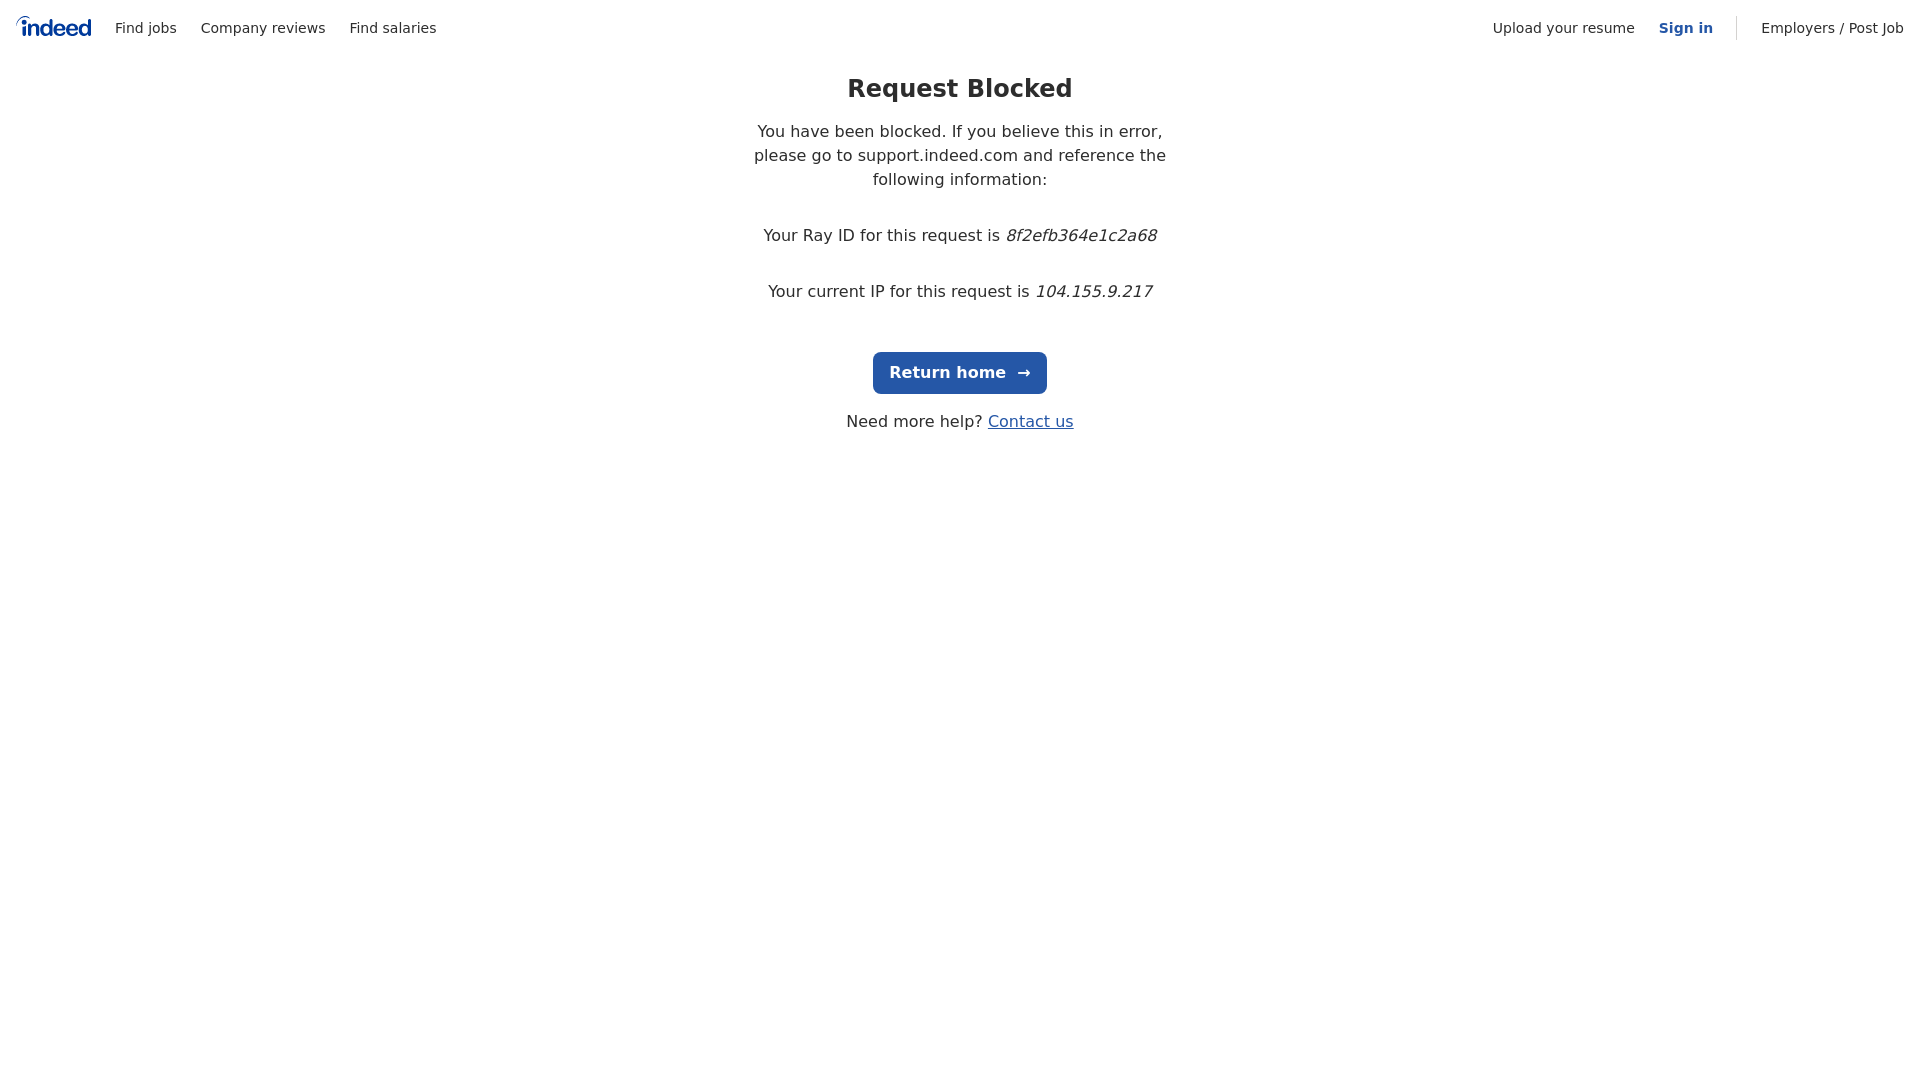 indeed Find jobs Company reviews Find salaries Upload your resume Sign in Employers / Post Job
Request Blocked
You have been blocked. If you believe this in error,
please go to support.indeed.com and reference the
following information:
Your Ray ID for this request is 8f2efb364e1c2a68
Your current IP for this request is 104.155.9.217
Return home →
Need more help? Contact us